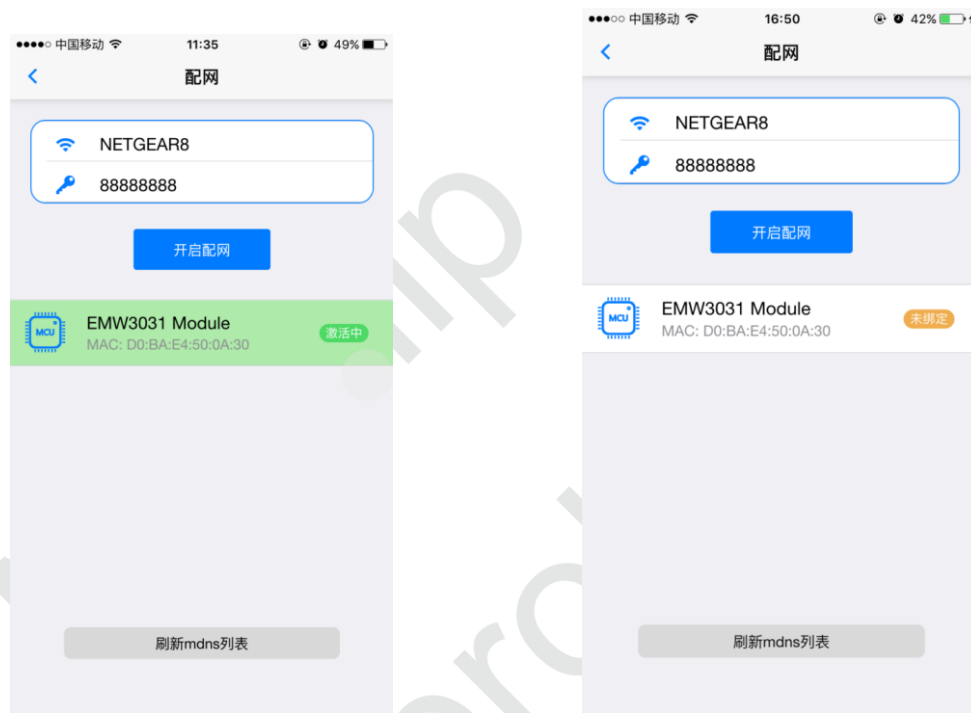 中国移动 11:35 49%
配网
NETGEAR8
88888888
开启配网
EMW3031 Module
MCU
激活中
MAC: D0:BA:E4:50:0A:30
刷新mdns列表
中国移动 16:50 42%
配网
NETGEAR8
88888888
开启配网
EMW3031 Module
MCU
未绑定
MAC: D0:BA:E4:50:0A:30
刷新mdns列表